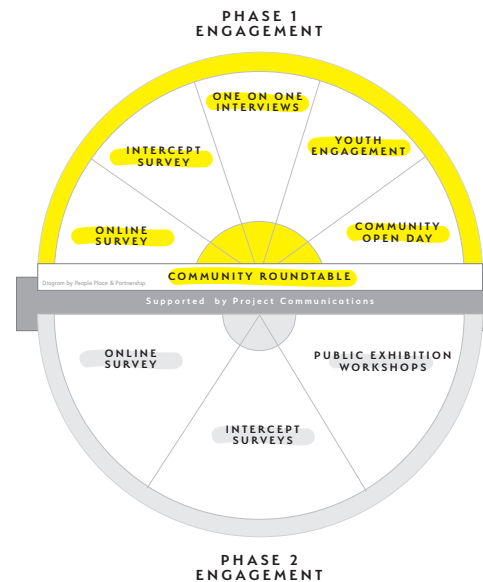 PHASE 1
ENGAGEMENT
ONE ON ONE
INTERVIEWS
INTERCEPT
SURVEY
YOUTH
ENGAGEMENT
ONLINE
SURVEY
COMMUNITY
OPEN DAY
COMMUNITY ROUNDTABLE
Diagram by People Place & Partnership
Supported by Project Communications
ONLINE
SURVEY
PUBLIC EXHIBITION
WORKSHOPS
INTERCEPT
SURVEYS
PHASE 2
ENGAGEMENT